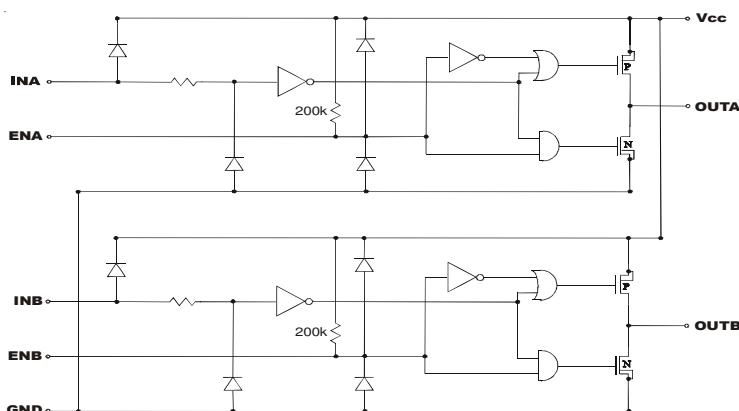 Vcc
INA
P
200k
OUTA
ENA
N
INB
P
200k
OUTB
ENB
N
GND